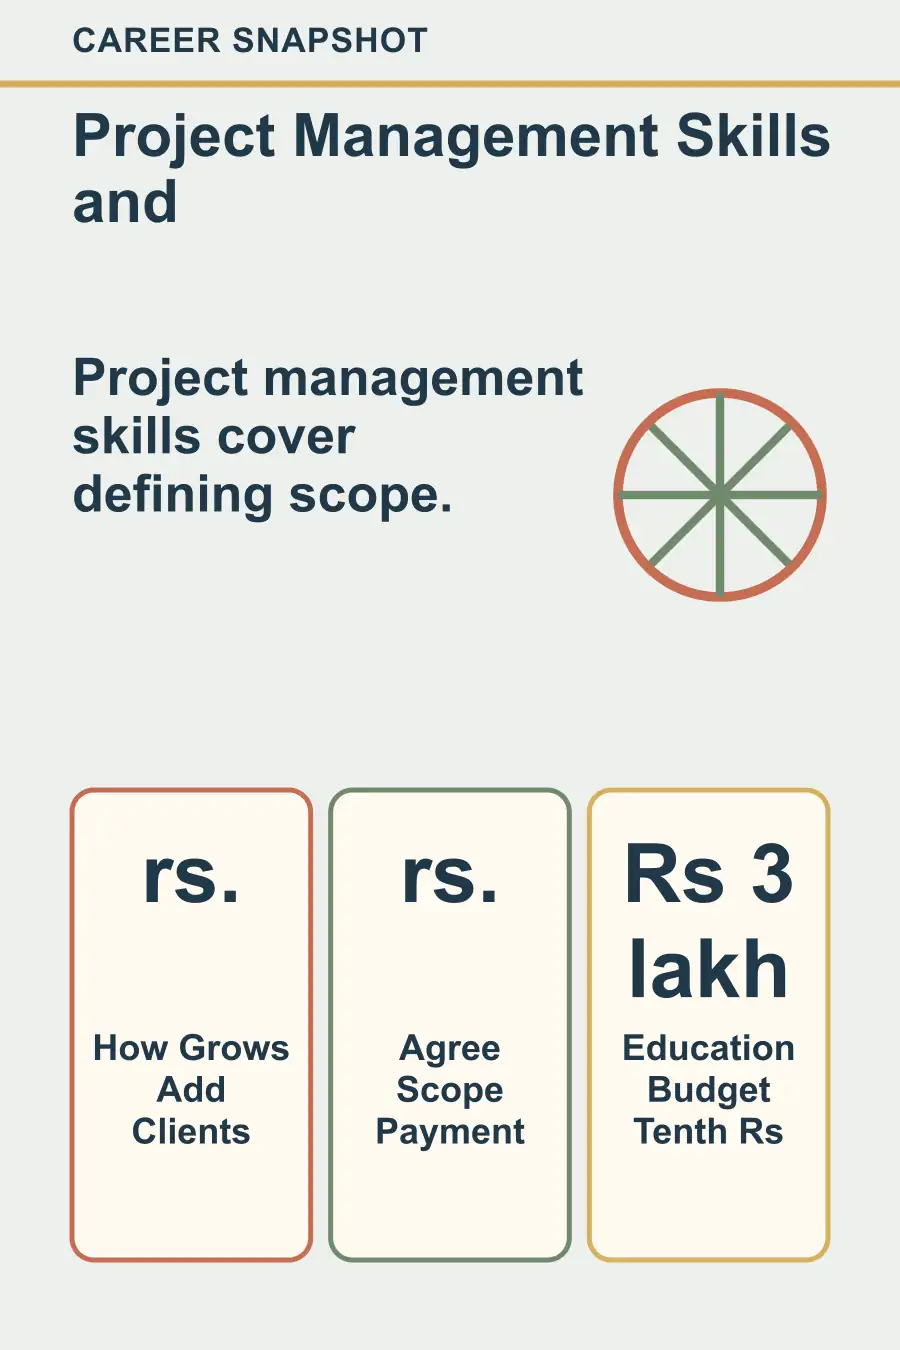 CAREER SNAPSHOT
Project Management Skills
and
Project management
skills cover
defining scope.
rs.
How Grows
Add
Clients
rs.
Agree
Scope
Payment
Rs 3
lakh
Education
Budget
Tenth Rs